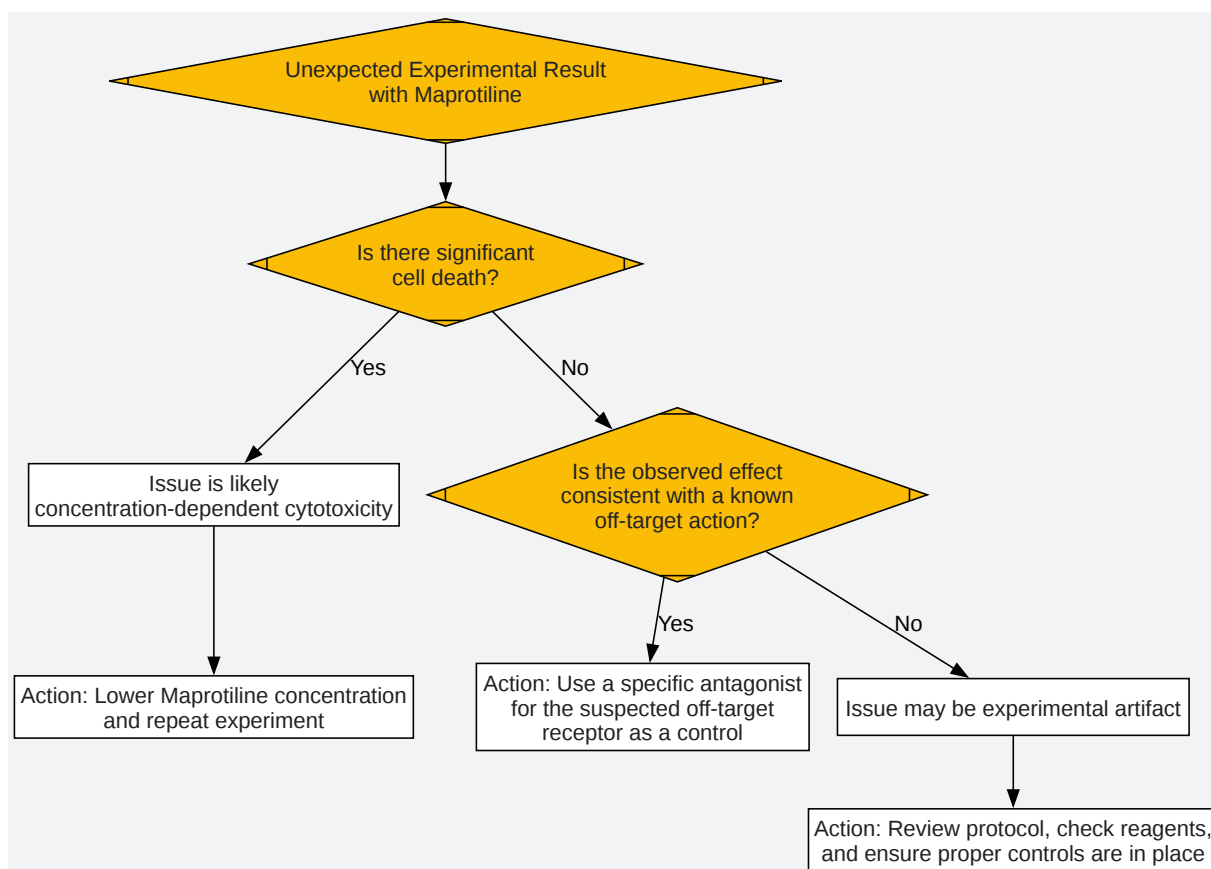 Unexpected Experimental Result
with Maprotiline
Is there significant
cell death?
Yes
No
Issue is likely
concentration-dependent cytotoxicity
Is the observed effect
consistent with a known
off-target action?
Action: Lower Maprotiline concentration
and repeat experiment
Yes
No
Action: Use a specific antagonist
for the suspected off-target
receptor as a control
Issue may be experimental artifact
Action: Review protocol, check reagents,
and ensure proper controls are in place